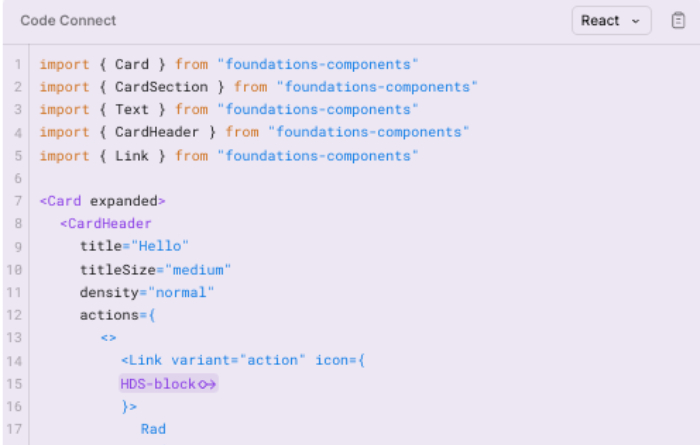 Code Connect
React
1 import { Card } from "foundations-components"
2 import { CardSection } from "foundations-components"
3 import { Text } from "foundations-components"
4 import { CardHeader } from "foundations-components"
5 import { Link } from "foundations-components"
6
7 <Card expanded>
8 <CardHeader
9 title="Hello"
10 titleSize="medium"
11 density="normal"
12 actions={
13 <>
14 <Link variant="action" icon={
15 HDS-block
16 }>
17 Rad